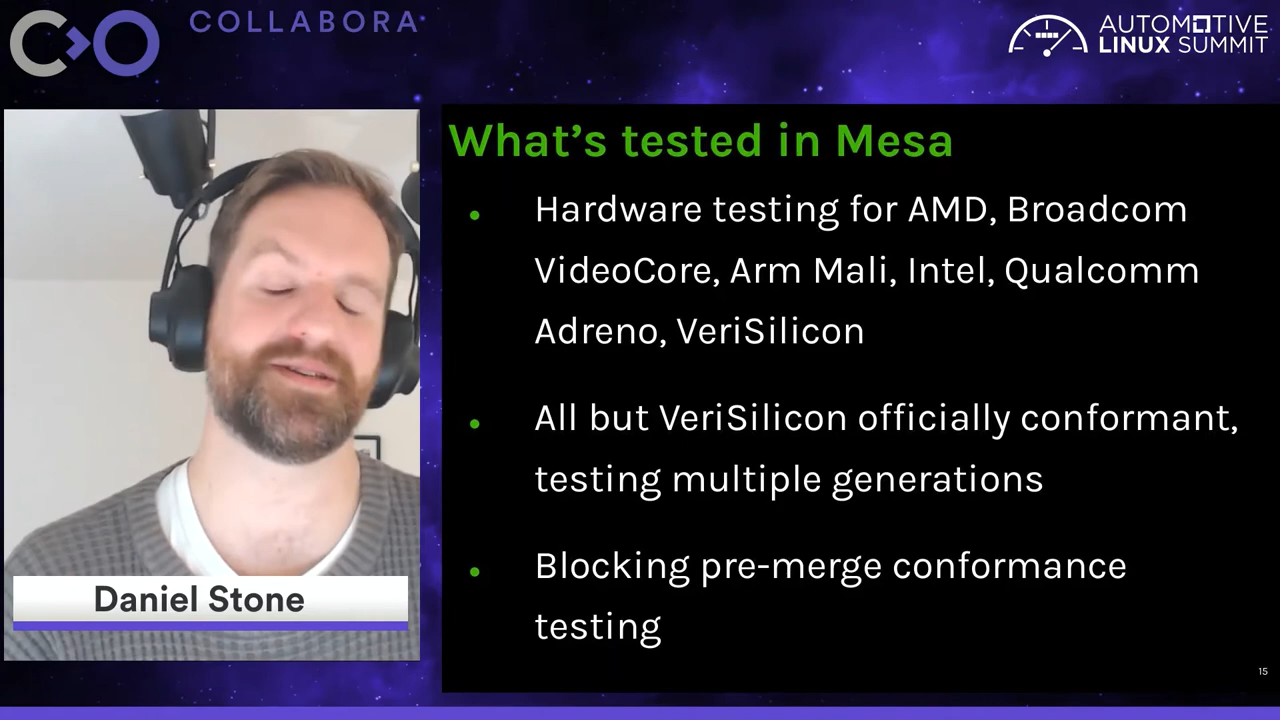 COLLABORA
AUTOMOTIVE
LINUX SUMMIT
What's tested in Mesa
• Hardware testing for AMD, Broadcom
VideoCore, Arm Mali, Intel, Qualcomm
Adreno, VeriSilicon
• All but VeriSilicon officially conformant,
testing multiple generations
• Blocking pre-merge conformance
testing
Daniel Stone
15